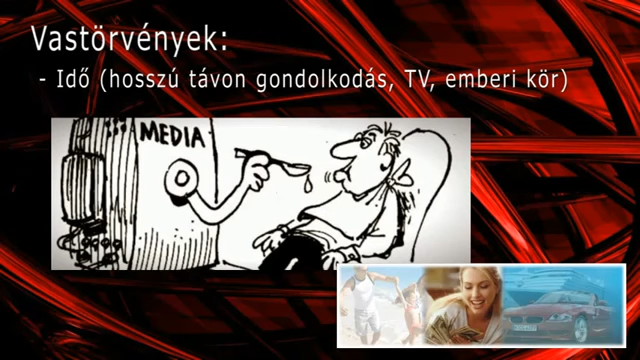 Vastörvények:
- Idő (hosszú távon gondolkodás, TV, emberi kör)
MEDIA